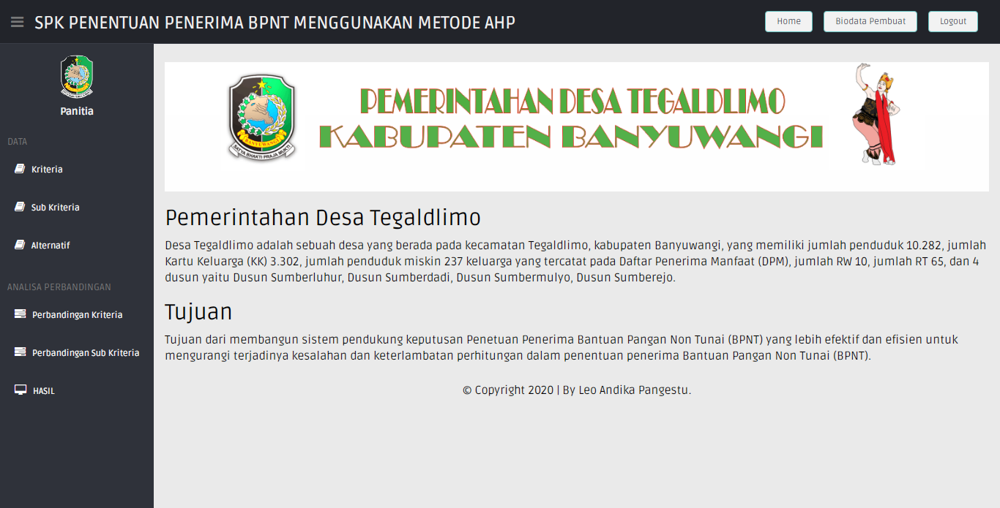 SPK PENENTUAN PENERIMA BPNT MENGGUNAKAN METODE AHP
Home
Biodata Pembuat
Logout
Panitia
DATA
Kriteria
Sub Kriteria
Alternatif
ANALISA PERBANDINGAN
Perbandingan Kriteria
Perbandingan Sub Kriteria
HASIL
BANYUWANGI
SATYA BHAKTI PRAJA MUKTI
PEMERINTAHAN DESA TEGALDLIMO
KABUPATEN BANYUWANGI
Pemerintahan Desa Tegaldlimo
Desa Tegaldlimo adalah sebuah desa yang berada pada kecamatan Tegaldlimo, kabupaten Banyuwangi, yang memiliki jumlah penduduk 10.282, jumlah
Kartu Keluarga (KK) 3.302, jumlah penduduk miskin 237 keluarga yang tercatat pada Daftar Penerima Manfaat (DPM), jumlah RW 10, jumlah RT 65, dan 4
dusun yaitu Dusun Sumberluhur, Dusun Sumberdadi, Dusun Sumbermulyo, Dusun Sumberejo.
Tujuan
Tujuan dari membangun sistem pendukung keputusan Penetuan Penerima Bantuan Pangan Non Tunai (BPNT) yang lebih efektif dan efisien untuk
mengurangi terjadinya kesalahan dan keterlambatan perhitungan dalam penentuan penerima Bantuan Pangan Non Tunai (BPNT).
© Copyright 2020 | By Leo Andika Pangestu.